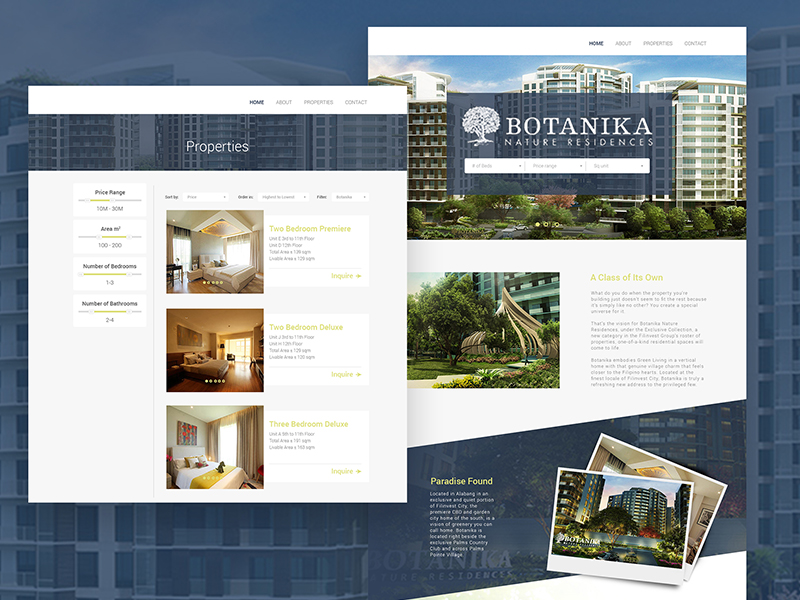 HOME ABOUT PROPERTIES CONTACT
Properties
Price Range
10M - 30M
Area m²
100 - 200
Number of Bedrooms
1-3
Number of Bathrooms
2-4
Sort by: Price Order in: Highest to Lowest Filter: Botanika
Two Bedroom Premiere
Unit E 3rd to 11th Floor
Unit D 12th Floor
Total Area ± 136 sqm
Livable Area ± 129 sqm
Inquire
Two Bedroom Deluxe
Unit J 3rd to 11th Floor
Unit H 12th Floor
Total Area ± 129 sqm
Livable Area ± 120 sqm
Inquire
Three Bedroom Deluxe
Unit A 5th to 11th Floor
Total Area ± 191 sqm
Livable Area ± 183 sqm
Inquire
HOME ABOUT PROPERTIES CONTACT
BOTANIKA
NATURE RESIDENCES
# of Beds Price range Sq.unit
A Class of Its Own
What do you do when the property you're
building just doesn't seem to fit the rest because
it's simply like no other? You create a special
universe for it.
That's the vision for Botanika Nature
Residences, under the Exclusive Collection, a
new category in the Filinvest Group's roster of
properties, one-of-a-kind residential spaces will
come to life.
Botanika embodies Green Living in a vertical
home with that genuine village charm that feels
closer to the Filipino hearts. Located at the
finest locale of Filinvest City, Botanika is truly a
refreshing new address to the privileged few.
Paradise Found
Located in Alabang in an
exclusive and quiet portion
of Filinvest City, the
premiere CBD and garden
city home of the south, is a
vision of greenery you can
call home. Botanika is
located right beside the
exclusive Palms Country
Club and across Palms
Pointe Village.
BOTANIKA
BOTANIKA
NATURE RESIDENCES